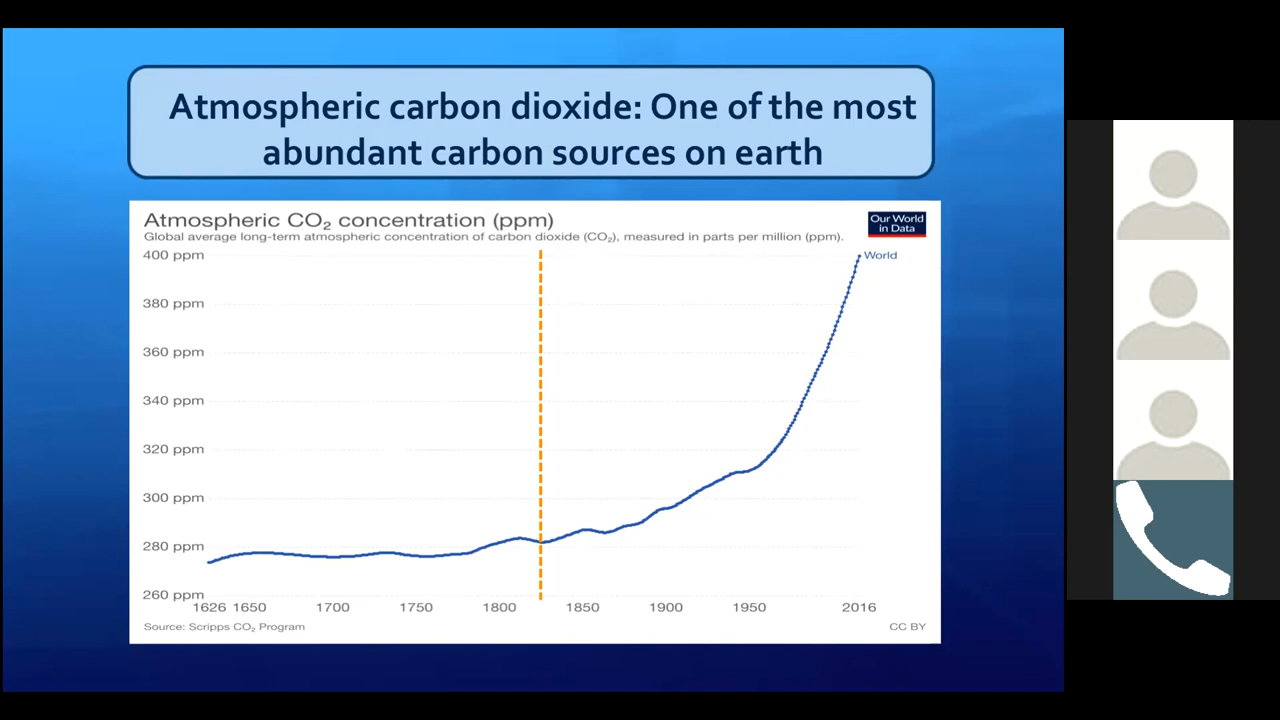 Atmospheric carbon dioxide: One of the most
abundant carbon sources on earth
Atmospheric CO₂ concentration (ppm)
Global average long-term atmospheric concentration of carbon dioxide (CO₂), measured in parts per million (ppm).
Our World
in Data
400 ppm
World
380 ppm
360 ppm
340 ppm
320 ppm
300 ppm
280 ppm
260 ppm
1626 1650 1700 1750 1800 1850 1900 1950 2016
Source: Scripps CO₂ Program
CC BY